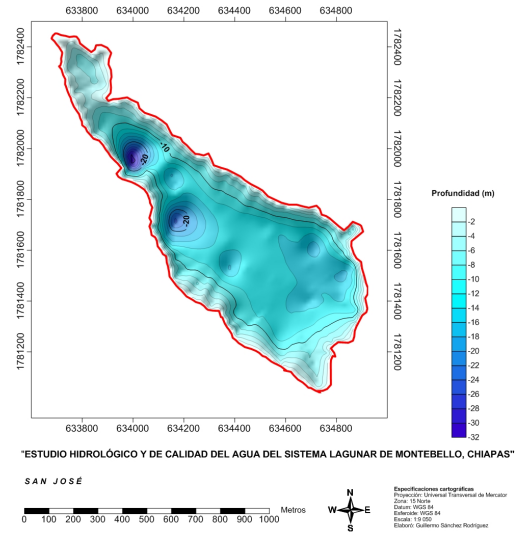 633800 634000 634200 634400 634600 634800
1782400
1782200
1782000
1781800
1781600
1781400
1781200
1782400
1782200
1782000
1781800
1781600
1781400
1781200
633800 634000 634200 634400 634600 634800
-10
-20
-20
Profundidad (m)
-2
-4
-6
-8
-10
-12
-14
-16
-18
-20
-22
-24
-26
-28
-30
-32
"ESTUDIO HIDROLÓGICO Y DE CALIDAD DEL AGUA DEL SISTEMA LAGUNAR DE MONTEBELLO, CHIAPAS"
SAN JOSÉ
0 100 200 300 400 500 600 700 800 900 1000 Metros
N
W E
S
Especificaciones cartográficas
Proyección: Universal Transversal de Mercator
Zona: 15 Norte
Datum: WGS 84
Esferoide: WGS 84
Escala: 1:9 050
Elaboró: Guillermo Sánchez Rodríguez